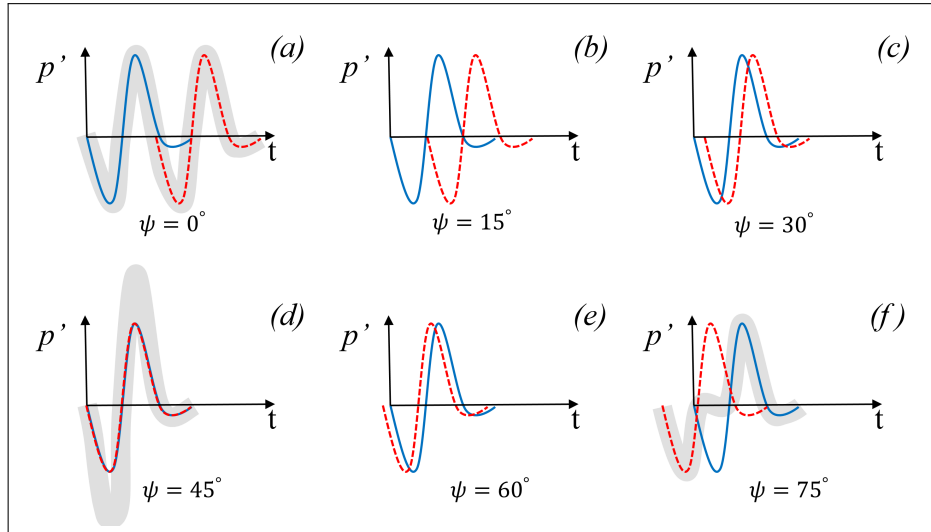 (a)
p’
t
ψ = 0°
(b)
p’
t
ψ = 15°
(c)
p’
t
ψ = 30°
(d)
p’
t
ψ = 45°
(e)
p’
t
ψ = 60°
(f)
p’
t
ψ = 75°